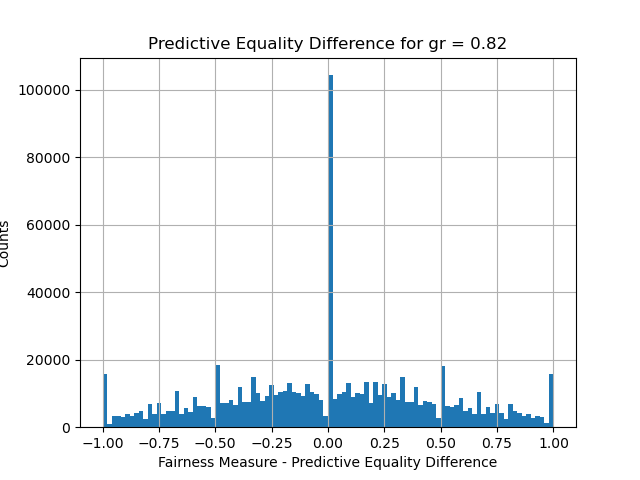 Predictive Equality Difference for gr = 0.82
Counts
100000
80000
60000
40000
20000
0
−1.00 −0.75 −0.50 −0.25 0.00 0.25 0.50 0.75 1.00
Fairness Measure - Predictive Equality Difference